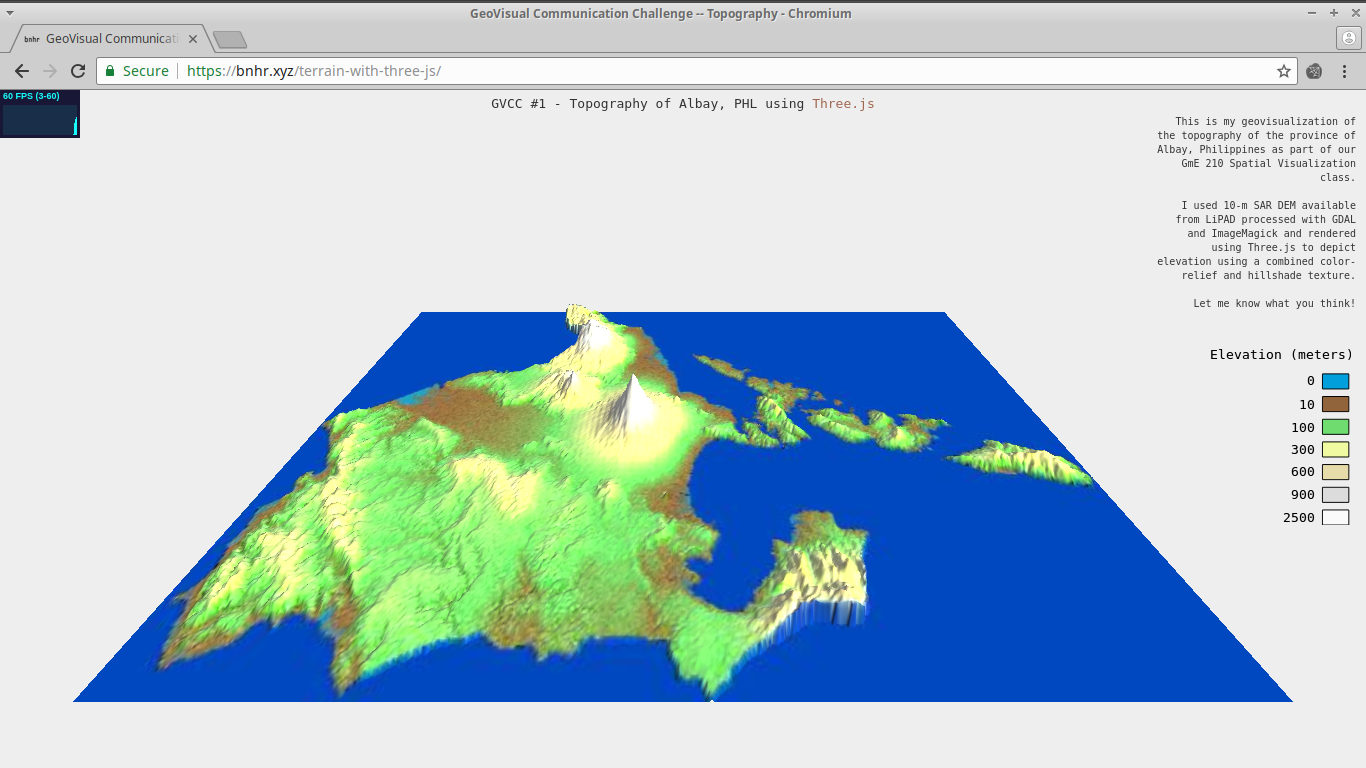 GeoVisual Communication Challenge -- Topography - Chromium
bnhr GeoVisual Communicati
Secure https://bnhr.xyz/terrain-with-three-js/
60 FPS (3-60)
GVCC #1 - Topography of Albay, PHL using Three.js
This is my geovisualization of
the topography of the province of
Albay, Philippines as part of our
GmE 210 Spatial Visualization
class.
I used 10-m SAR DEM available
from LiPAD processed with GDAL
and ImageMagick and rendered
using Three.js to depict
elevation using a combined color-
relief and hillshade texture.
Let me know what you think!
Elevation (meters)
0
10
100
300
600
900
2500